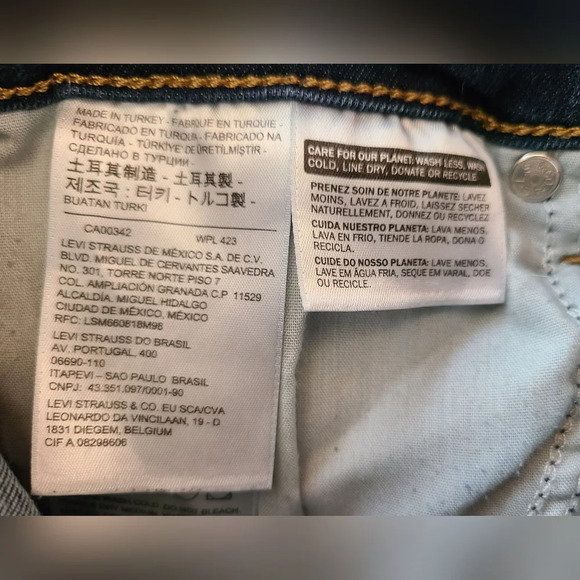 MADE IN TURKEY - FABRIQUÉ EN TURQUIE -
FABRICADO EN TURQUIA - FABRICADO NA
TURQUÍA - TÜRKİYE'DE ÜRETİLMİŞTİR -
СДЕЛАНО В ТУРЦИИ -
土耳其制造 - 土耳其製 -
제조국 : 터키 - トルコ製 -
BUATAN TURKI
CA00342 WPL 423
LEVI STRAUSS DE MÉXICO S.A. DE C.V.
BLVD. MIGUEL DE CERVANTES SAAVEDRA
NO. 301, TORRE NORTE PISO 7
COL. AMPLIACIÓN GRANADA C.P 11529
ALCALDÍA. MIGUEL HIDALGO
CIUDAD DE MÉXICO, MÉXICO
RFC: LSM660818M96
LEVI STRAUSS DO BRASIL
AV. PORTUGAL, 400
06690-110
ITAPEVI – SAO PAULO BRASIL
CNPJ: 43.351.097/0001-90
LEVI STRAUSS & CO. EU SCA/CVA
LEONARDO DA VINCILAAN, 19 - D
1831 DIEGEM, BELGIUM
CIF A 08298606
CARE FOR OUR PLANET: WASH LESS,
COLD, LINE DRY, DONATE OR RECYCLE
PRENEZ SOIN DE NOTRE PLANETE: LAVEZ
MOINS, LAVEZ A FROID, LAISSEZ SECHER
NATURELLEMENT, DONNEZ OU RECYCLEZ
CUIDA NUESTRO PLANETA: LAVA MENOS,
LAVA EN FRIO, TIENDE LA ROPA, DONA O
RECICLA.
CUIDE DO NOSSO PLANETA: LAVE MENOS,
LAVE EM ÁGUA FRIA, SEQUE EM VARAL, DOE
OU RECICLE.